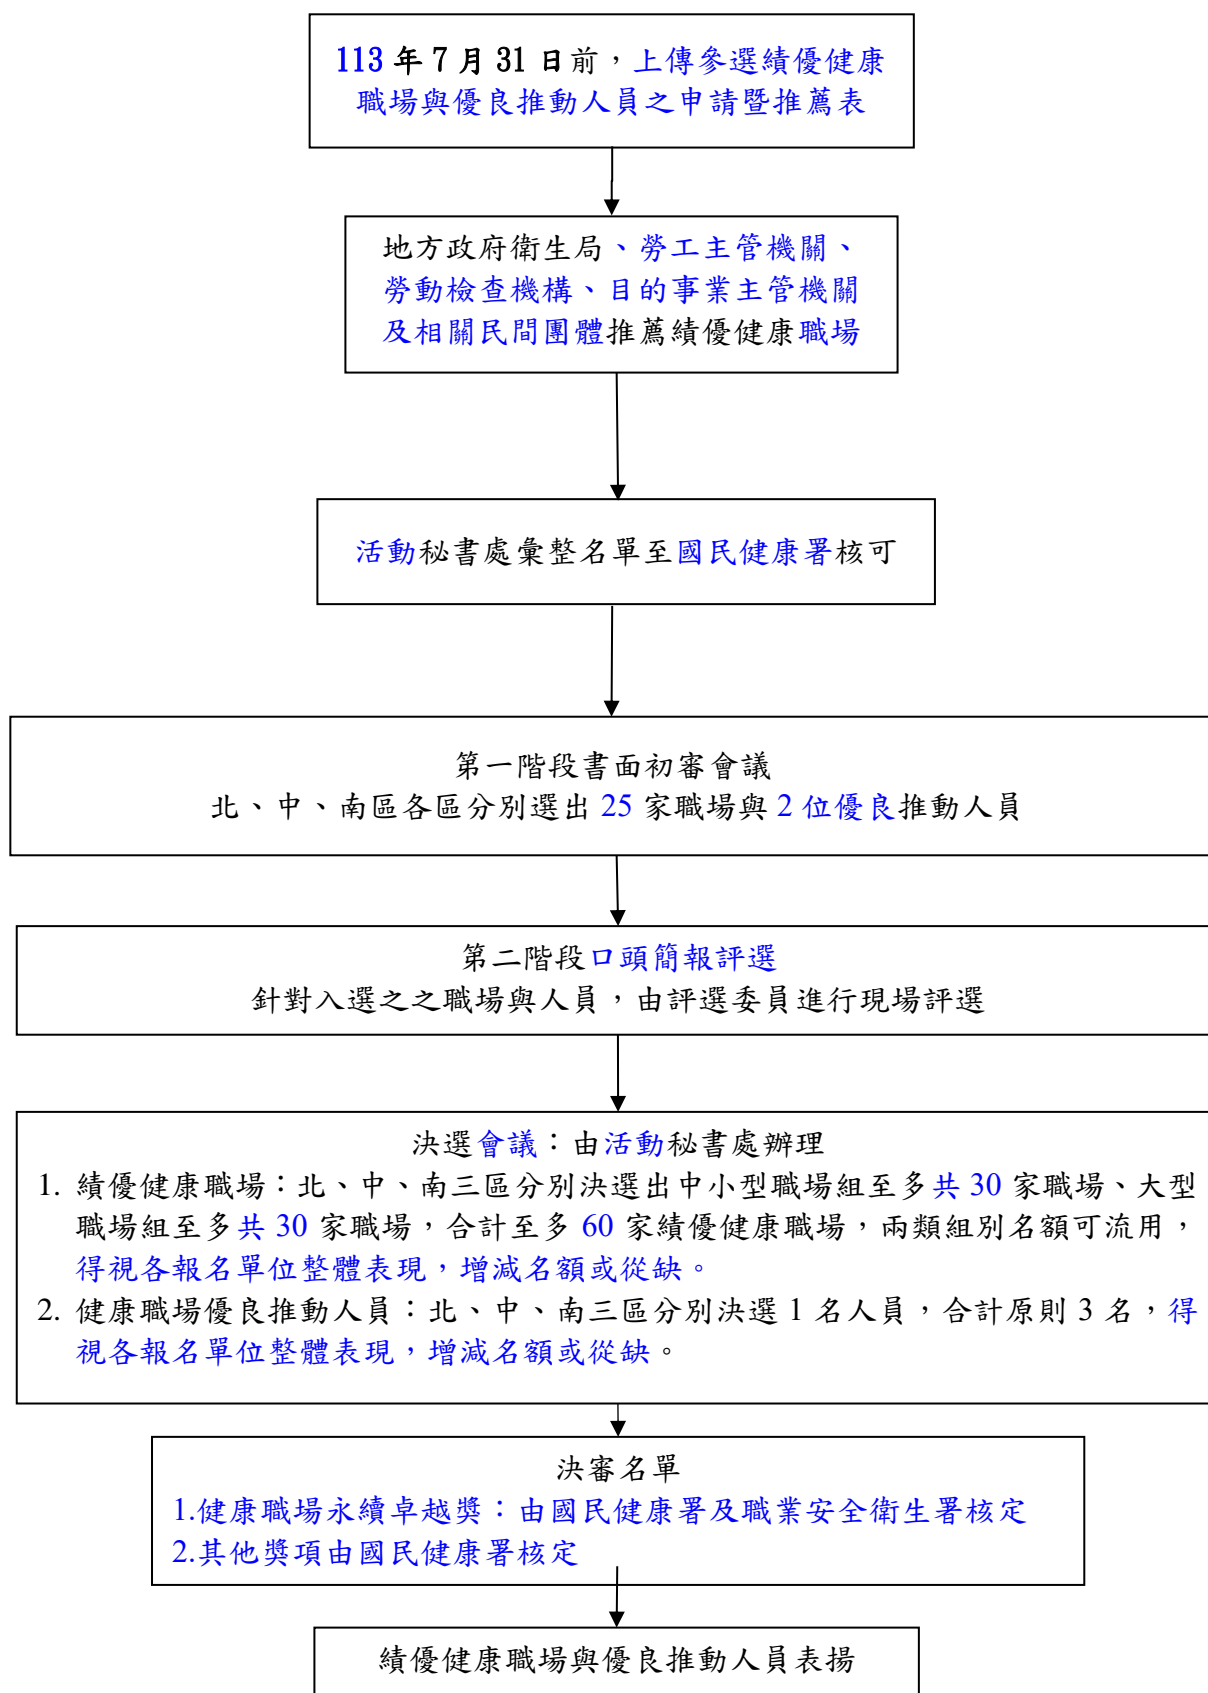 113 年 7 月 31 日前，上傳參選績優健康
職場與優良推動人員之申請暨推薦表
地方政府衛生局、勞工主管機關、
勞動檢查機構、目的事業主管機關
及相關民間團體推薦績優健康職場
活動秘書處彙整名單至國民健康署核可
第一階段書面初審會議
北、中、南區各區分別選出 25 家職場與 2 位優良推動人員
第二階段口頭簡報評選
針對入選之之職場與人員，由評選委員進行現場評選
決選會議：由活動秘書處辦理
1. 績優健康職場：北、中、南三區分別決選出中小型職場組至多共 30 家職場、大型
職場組至多共 30 家職場，合計至多 60 家績優健康職場，兩類組別名額可流用，
得視各報名單位整體表現，增減名額或從缺。
2. 健康職場優良推動人員：北、中、南三區分別決選 1 名人員，合計原則 3 名，得
視各報名單位整體表現，增減名額或從缺。
決審名單
1.健康職場永續卓越獎：由國民健康署及職業安全衛生署核定
2.其他獎項由國民健康署核定
績優健康職場與優良推動人員表揚